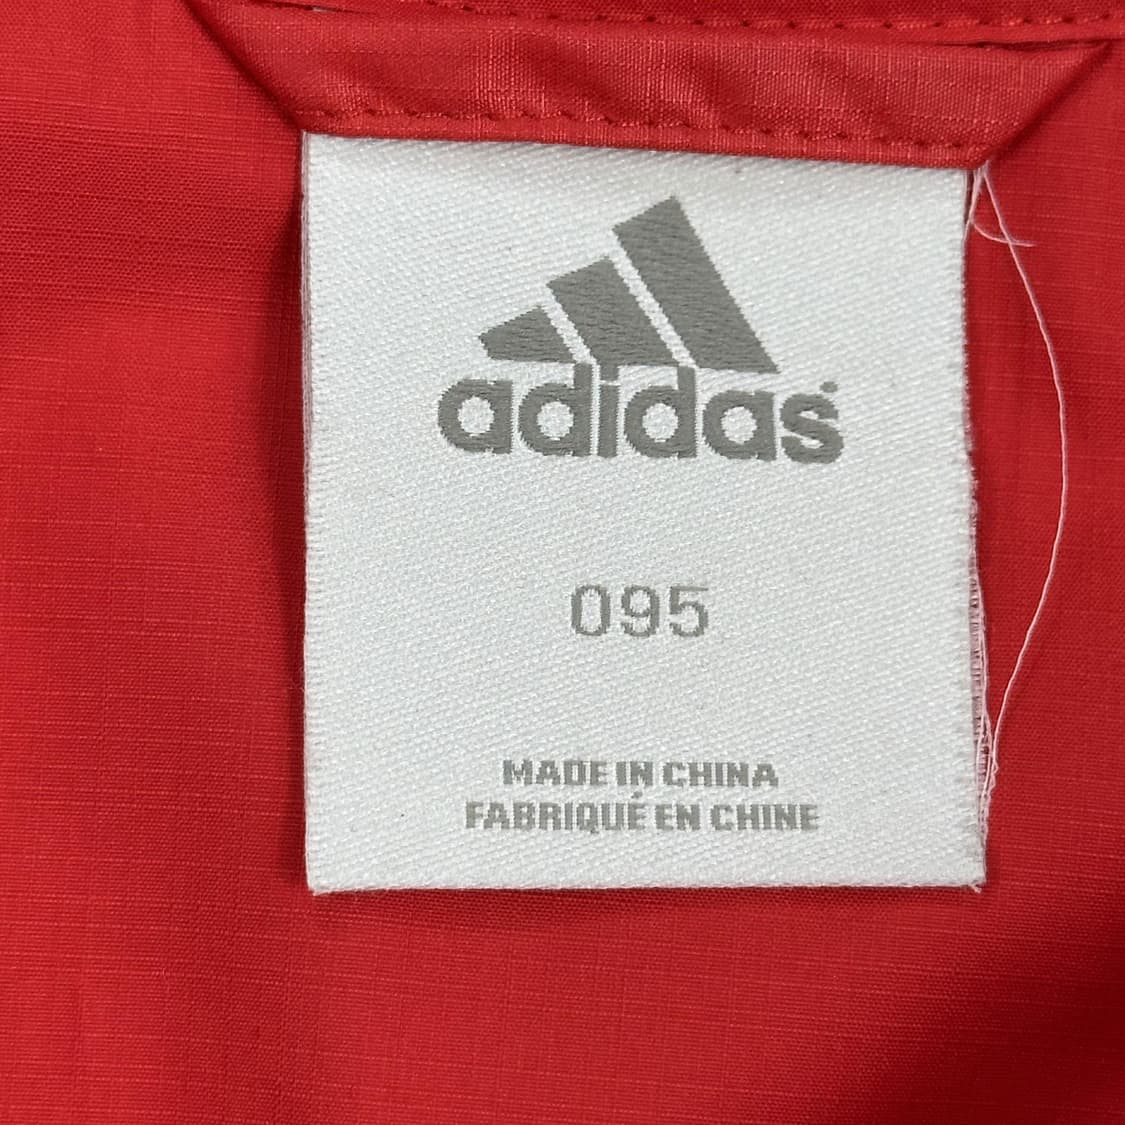 adidas®
095
MADE IN CHINA
FABRIQUÉ EN CHINE